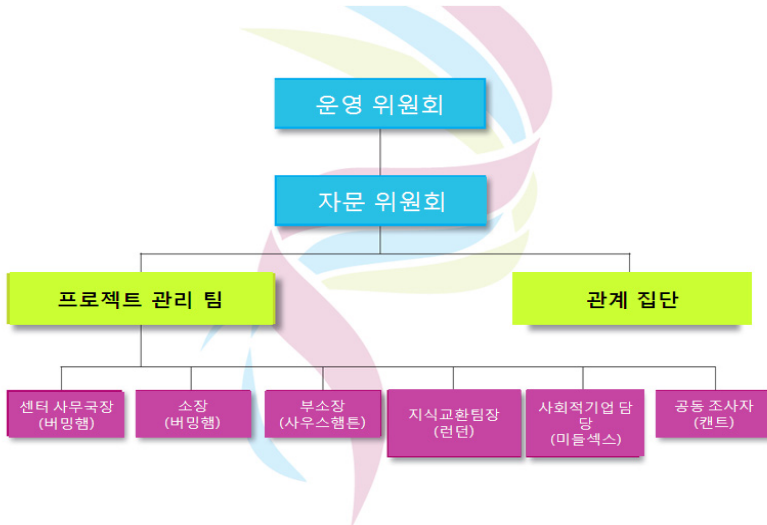 운영 위원회
자문 위원회
프로젝트 관리 팀
관계 집단
센터 사무국장
(버밍햄)
소장
(버밍햄)
부소장
(사우스햄튼)
지식교환팀장
(런던)
사회적기업 담
당
(미들섹스)
공동 조사자
(캔트)